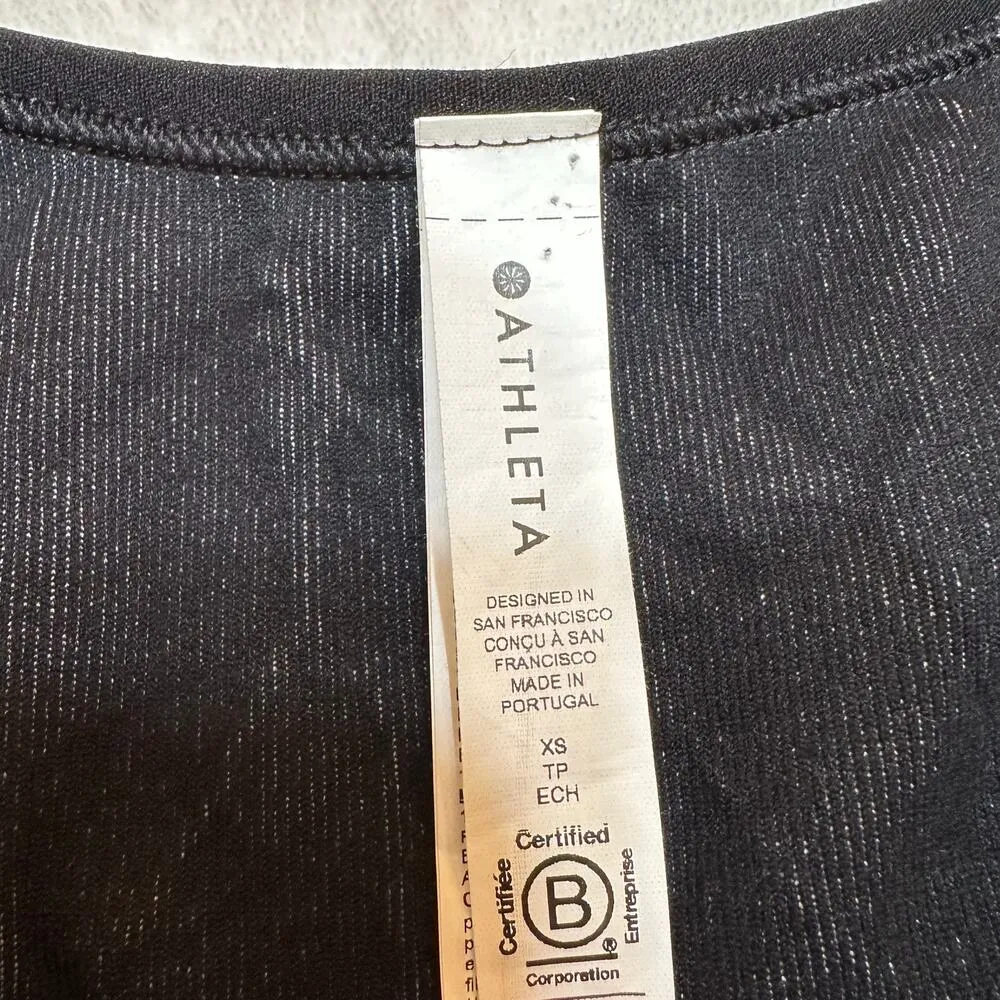 ATHLETA
DESIGNED IN
SAN FRANCISCO
CONÇU À SAN
FRANCISCO
MADE IN
PORTUGAL
XS
TP
ECH
Certified
Certifiée
B
®
Entreprise
Corporation